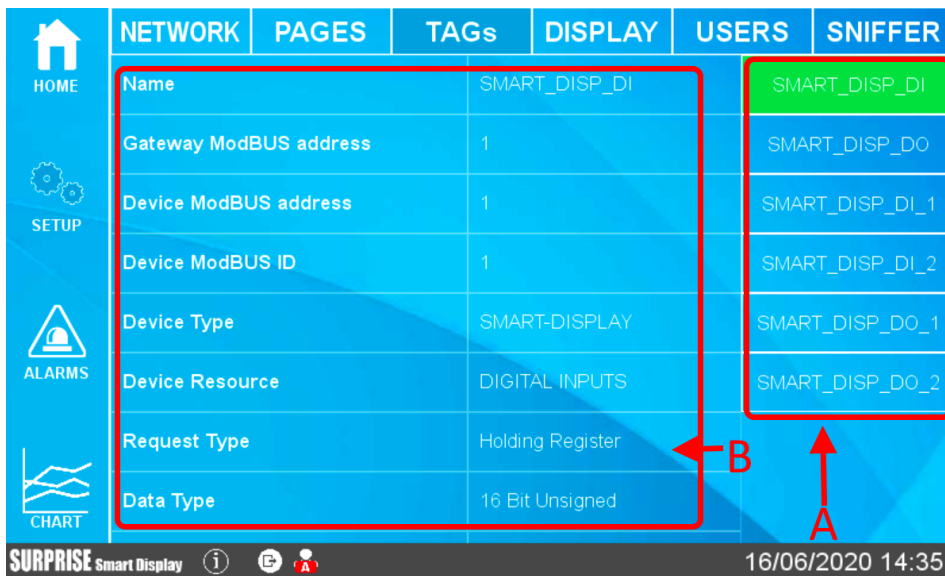 NETWORK PAGES TAGs DISPLAY USERS SNIFFER
HOME
SETUP
ALARMS
CHART
Name SMART_DISP_DI
Gateway ModBUS address 1
Device ModBUS address 1
Device ModBUS ID 1
Device Type SMART-DISPLAY
Device Resource DIGITAL INPUTS
Request Type Holding Register
Data Type 16 Bit Unsigned
SMART_DISP_DI
SMART_DISP_DO
SMART_DISP_DI_1
SMART_DISP_DI_2
SMART_DISP_DO_1
SMART_DISP_DO_2
B
A
SURPRISE Smart Display i A 16/06/2020 14:35